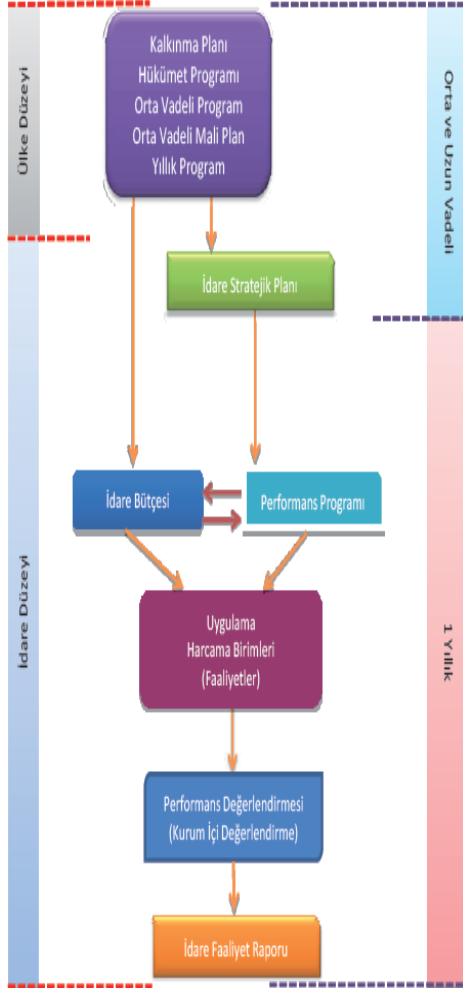 Ülke Düzeyi
Orta ve Uzun Vadeli
Kalkınma Planı
Hükümet Programı
Orta Vadeli Program
Orta Vadeli Mali Plan
Yıllık Program
İdare Stratejik Planı
İdare Düzeyi
1 Yıllık
İdare Bütçesi
Performans Programı
Uygulama
Harcama Birimleri
(Faaliyetler)
Performans Değerlendirmesi
(Kurum İçi Değerlendirme)
İdare Faaliyet Raporu